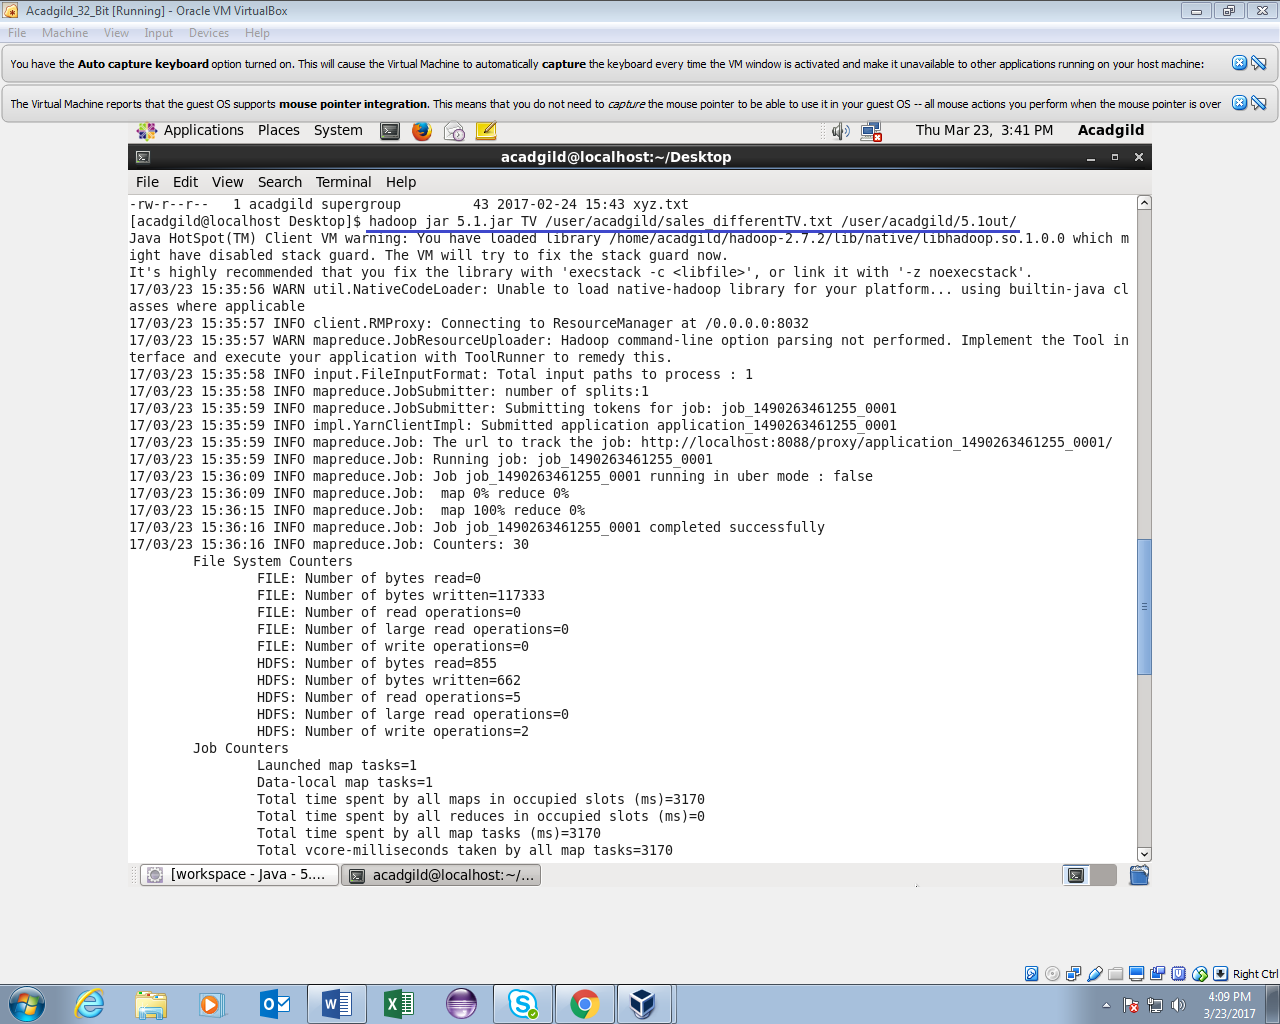 Acadgild_32_Bit [Running] - Oracle VM VirtualBox
File Machine View Input Devices Help
You have the Auto capture keyboard option turned on. This will cause the Virtual Machine to automatically capture the keyboard every time the VM window is activated and make it unavailable to other applications running on your host machine:
The Virtual Machine reports that the guest OS supports mouse pointer integration. This means that you do not need to capture the mouse pointer to be able to use it in your guest OS -- all mouse actions you perform when the mouse pointer is over
Applications Places System Thu Mar 23, 3:41 PM Acadgild
acadgild@localhost:~/Desktop
File Edit View Search Terminal Help
-rw-r--r--   1 acadgild supergroup         43 2017-02-24 15:43 xyz.txt
[acadgild@localhost Desktop]$ hadoop jar 5.1.jar TV /user/acadgild/sales_differentTV.txt /user/acadgild/5.1out/
Java HotSpot(TM) Client VM warning: You have loaded library /home/acadgild/hadoop-2.7.2/lib/native/libhadoop.so.1.0.0 which m
ight have disabled stack guard. The VM will try to fix the stack guard now.
It's highly recommended that you fix the library with 'execstack -c <libfile>', or link it with '-z noexecstack'.
17/03/23 15:35:56 WARN util.NativeCodeLoader: Unable to load native-hadoop library for your platform... using builtin-java cl
asses where applicable
17/03/23 15:35:57 INFO client.RMProxy: Connecting to ResourceManager at /0.0.0.0:8032
17/03/23 15:35:57 WARN mapreduce.JobResourceUploader: Hadoop command-line option parsing not performed. Implement the Tool in
terface and execute your application with ToolRunner to remedy this.
17/03/23 15:35:58 INFO input.FileInputFormat: Total input paths to process : 1
17/03/23 15:35:58 INFO mapreduce.JobSubmitter: number of splits:1
17/03/23 15:35:59 INFO mapreduce.JobSubmitter: Submitting tokens for job: job_1490263461255_0001
17/03/23 15:35:59 INFO impl.YarnClientImpl: Submitted application application_1490263461255_0001
17/03/23 15:35:59 INFO mapreduce.Job: The url to track the job: http://localhost:8088/proxy/application_1490263461255_0001/
17/03/23 15:35:59 INFO mapreduce.Job: Running job: job_1490263461255_0001
17/03/23 15:36:09 INFO mapreduce.Job: Job job_1490263461255_0001 running in uber mode : false
17/03/23 15:36:09 INFO mapreduce.Job:  map 0% reduce 0%
17/03/23 15:36:15 INFO mapreduce.Job:  map 100% reduce 0%
17/03/23 15:36:16 INFO mapreduce.Job: Job job_1490263461255_0001 completed successfully
17/03/23 15:36:16 INFO mapreduce.Job: Counters: 30
File System Counters
FILE: Number of bytes read=0
FILE: Number of bytes written=117333
FILE: Number of read operations=0
FILE: Number of large read operations=0
FILE: Number of write operations=0
HDFS: Number of bytes read=855
HDFS: Number of bytes written=662
HDFS: Number of read operations=5
HDFS: Number of large read operations=0
HDFS: Number of write operations=2
Job Counters
Launched map tasks=1
Data-local map tasks=1
Total time spent by all maps in occupied slots (ms)=3170
Total time spent by all reduces in occupied slots (ms)=0
Total time spent by all map tasks (ms)=3170
Total vcore-milliseconds taken by all map tasks=3170
[workspace - Java - 5.... acadgild@localhost:~/...
Right Ctrl
4:09 PM
3/23/2017